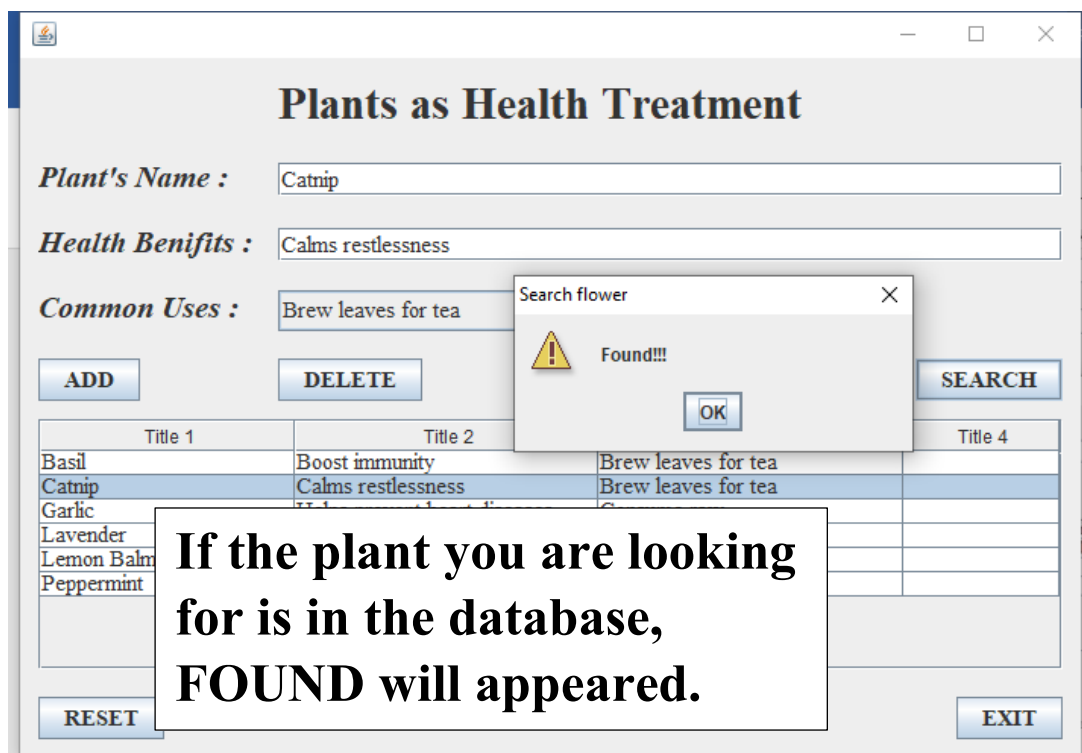 Plants as Health Treatment
Plant's Name : Catnip
Health Benifits : Calms restlessness
Common Uses : Brew leaves for tea
Search flower
Found!!!
OK
ADD DELETE SEARCH
Title 1 Title 2 Title 4
Basil Boost immunity Brew leaves for tea
Catnip Calms restlessness Brew leaves for tea
Garlic
Lavender
Lemon Balm
Peppermint
If the plant you are looking
for is in the database,
FOUND will appeared.
RESET EXIT